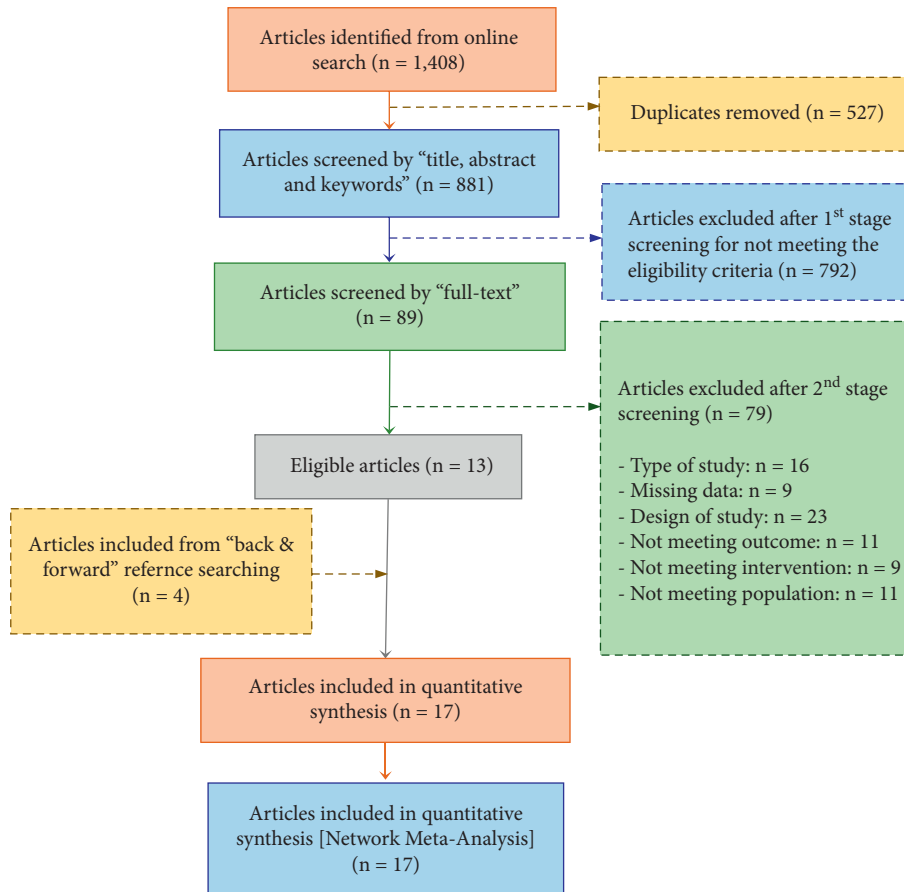 Articles identified from online
search (n = 1,408)
Duplicates removed (n = 527)
Articles screened by “title, abstract
and keywords” (n = 881)
Articles excluded after 1st stage
screening for not meeting the
eligibility criteria (n = 792)
Articles screened by “full-text”
(n = 89)
Articles excluded after 2nd stage
screening (n = 79)
- Type of study: n = 16
- Missing data: n = 9
- Design of study: n = 23
- Not meeting outcome: n = 11
- Not meeting intervention: n = 9
- Not meeting population: n = 11
Eligible articles (n = 13)
Articles included from “back &
forward” refernce searching
(n = 4)
Articles included in quantitative
synthesis (n = 17)
Articles included in quantitative
synthesis [Network Meta-Analysis]
(n = 17)